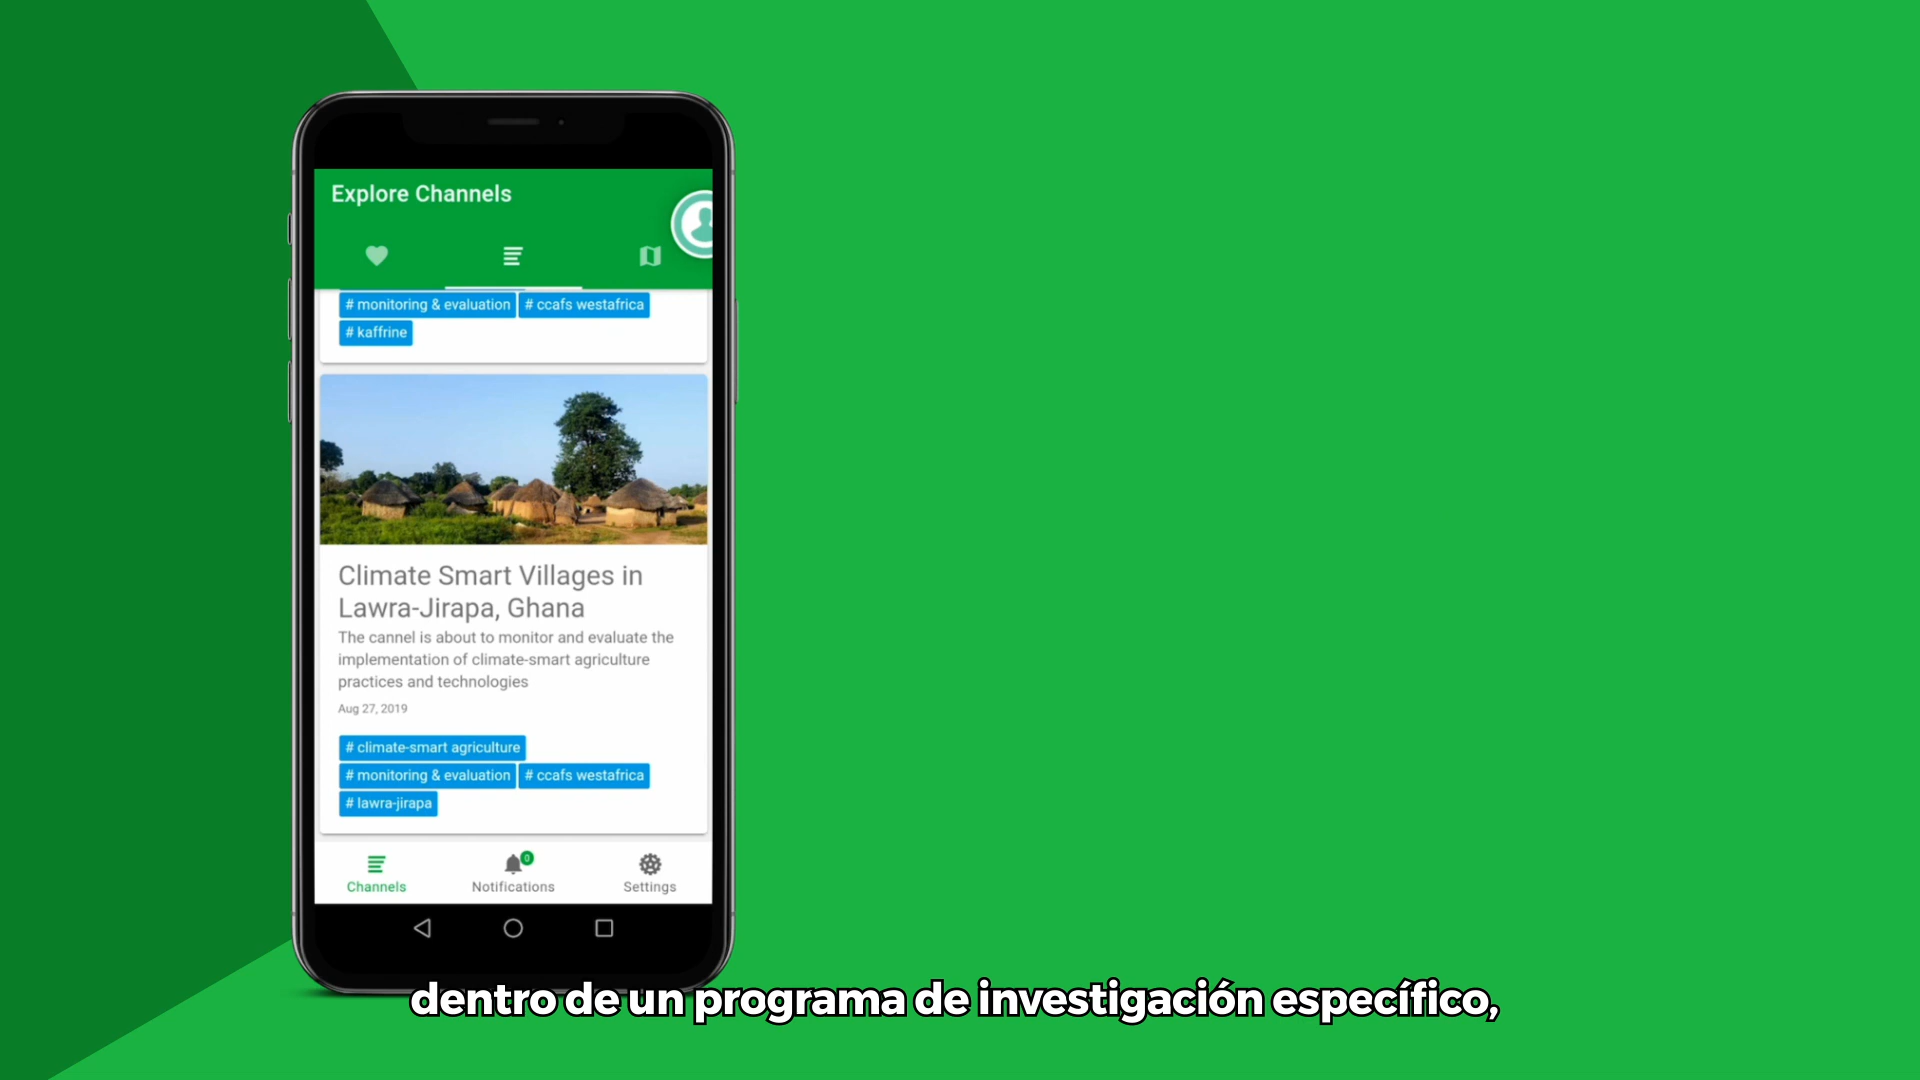 Explore Channels
# monitoring & evaluation # ccafs westafrica
# kaffrine
Climate Smart Villages in
Lawra-Jirapa, Ghana
The cannel is about to monitor and evaluate the
implementation of climate-smart agriculture
practices and technologies
Aug 27, 2019
# climate-smart agriculture
# monitoring & evaluation # ccafs westafrica
# lawra-jirapa
0
Channels Notifications Settings
dentro de un programa de investigación específico,